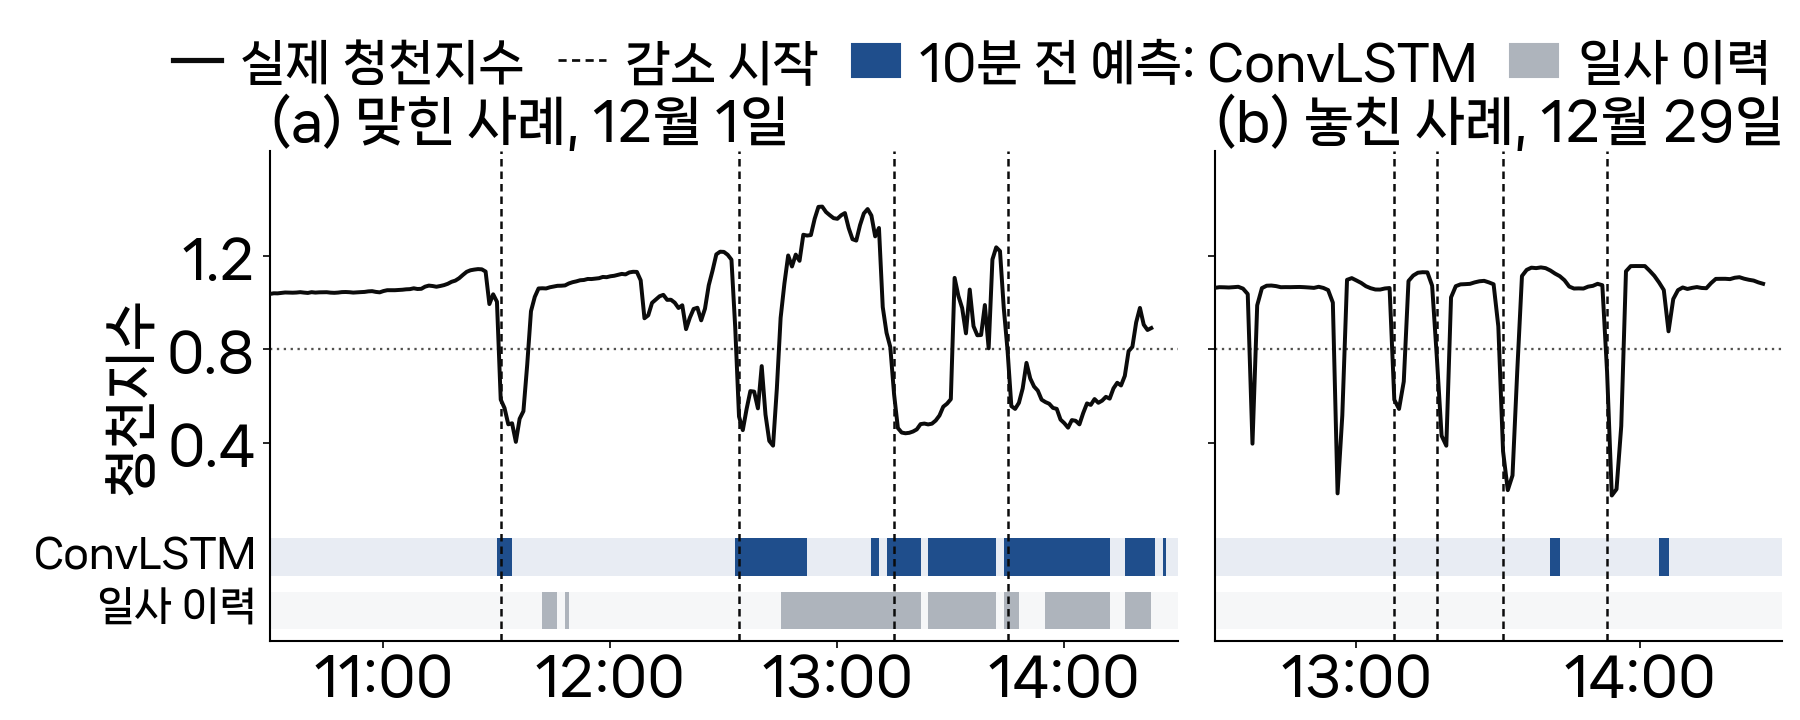 실제 청천지수 감소 시작 10분 전 예측: ConvLSTM 일사 이력
(a) 맞힌 사례, 12월 1일
(b) 놓친 사례, 12월 29일
청천지수
1.2
0.8
0.4
ConvLSTM
일사 이력
11:00 12:00 13:00 14:00
13:00 14:00